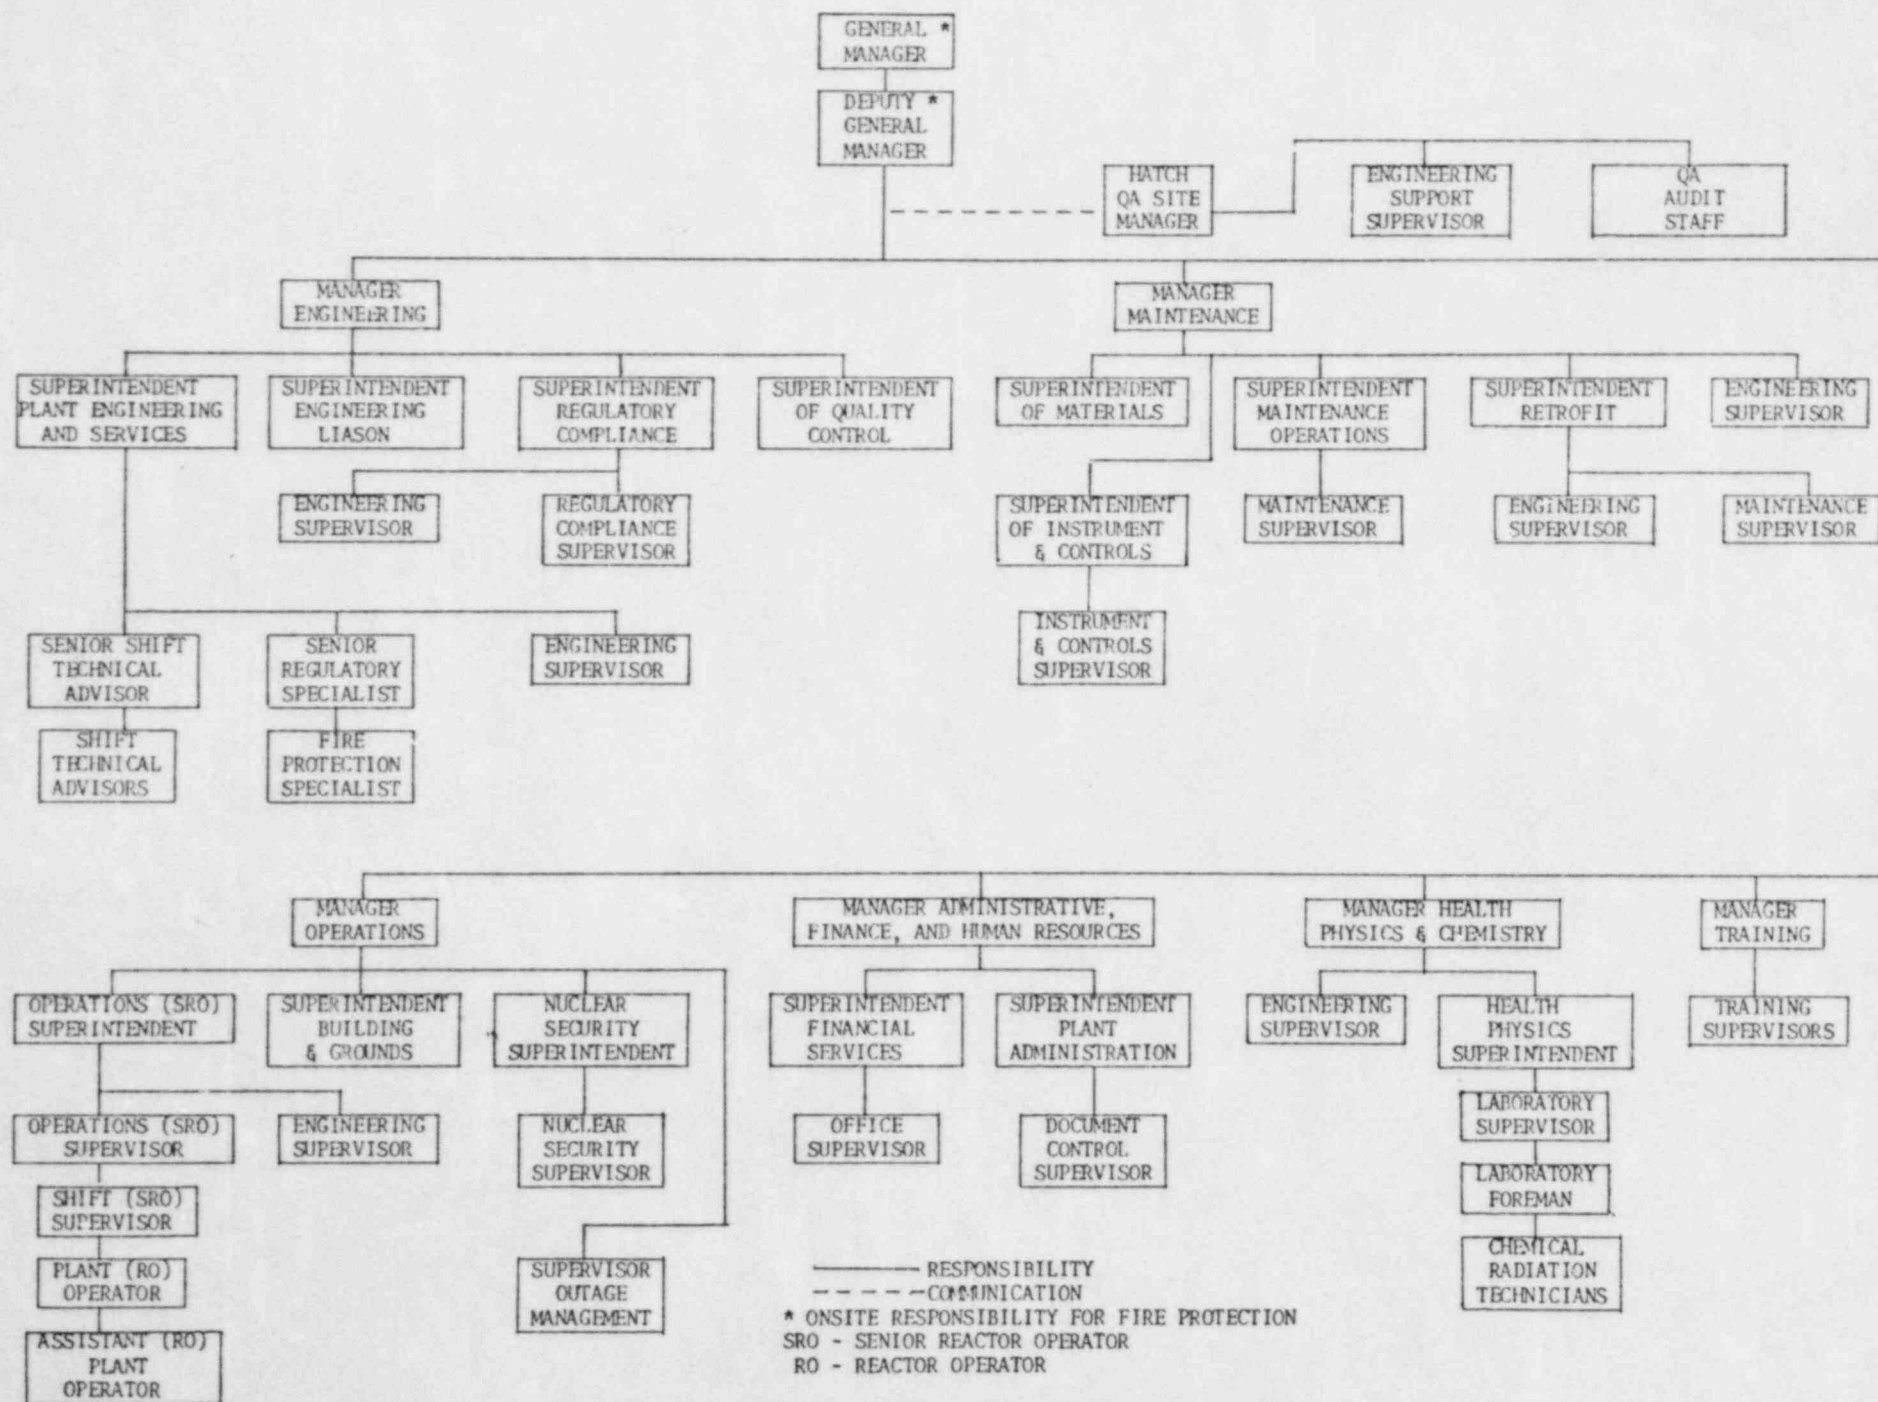 GENERAL *
MANAGER
DEPUTY *
GENERAL
MANAGER
HATCH
QA SITE
MANAGER
ENGINEERING
SUPPORT
SUPERVISOR
QA
AUDIT
STAFF
MANAGER
ENGINEERING
MANAGER
MAINTENANCE
SUPERINTENDENT
PLANT ENGINEERING
AND SERVICES
SUPERINTENDENT
ENGINEERING
LIASON
SUPERINTENDENT
REGULATORY
COMPLIANCE
SUPERINTENDENT
OF QUALITY
CONTROL
SUPERINTENDENT
OF MATERIALS
SUPERINTENDENT
MAINTENANCE
OPERATIONS
SUPERINTENDENT
RETROFIT
ENGINEERING
SUPERVISOR
ENGINEERING
SUPERVISOR
REGULATORY
COMPLIANCE
SUPERVISOR
SUPERINTENDENT
OF INSTRUMENT
& CONTROLS
MAINTENANCE
SUPERVISOR
ENGINEERING
SUPERVISOR
MAINTENANCE
SUPERVISOR
SENIOR SHIFT
TECHNICAL
ADVISOR
SENIOR
REGULATORY
SPECIALIST
ENGINEERING
SUPERVISOR
INSTRUMENT
& CONTROLS
SUPERVISOR
SHIFT
TECHNICAL
ADVISORS
FIRE
PROTECTION
SPECIALIST
MANAGER
OPERATIONS
MANAGER ADMINISTRATIVE,
FINANCE, AND HUMAN RESOURCES
MANAGER HEALTH
PHYSICS & CHEMISTRY
MANAGER
TRAINING
OPERATIONS (SRO)
SUPERINTENDENT
SUPERINTENDENT
BUILDING
& GROUNDS
NUCLEAR
SECURITY
SUPERINTENDENT
SUPERINTENDENT
FINANCIAL
SERVICES
SUPERINTENDENT
PLANT
ADMINISTRATION
ENGINEERING
SUPERVISOR
HEALTH
PHYSICS
SUPERINTENDENT
TRAINING
SUPERVISORS
OPERATIONS (SRO)
SUPERVISOR
ENGINEERING
SUPERVISOR
NUCLEAR
SECURITY
SUPERVISOR
OFFICE
SUPERVISOR
DOCUMENT
CONTROL
SUPERVISOR
LABORATORY
SUPERVISOR
SHIFT (SRO)
SUPERVISOR
LABORATORY
FOREMAN
PLANT (RO)
OPERATOR
SUPERVISOR
OUTAGE
MANAGEMENT
CHEMICAL
RADIATION
TECHNICIANS
ASSISTANT (RO)
PLANT
OPERATOR
RESPONSIBILITY
COMMUNICATION
* ONSITE RESPONSIBILITY FOR FIRE PROTECTION
SRO - SENIOR REACTOR OPERATOR
RO - REACTOR OPERATOR